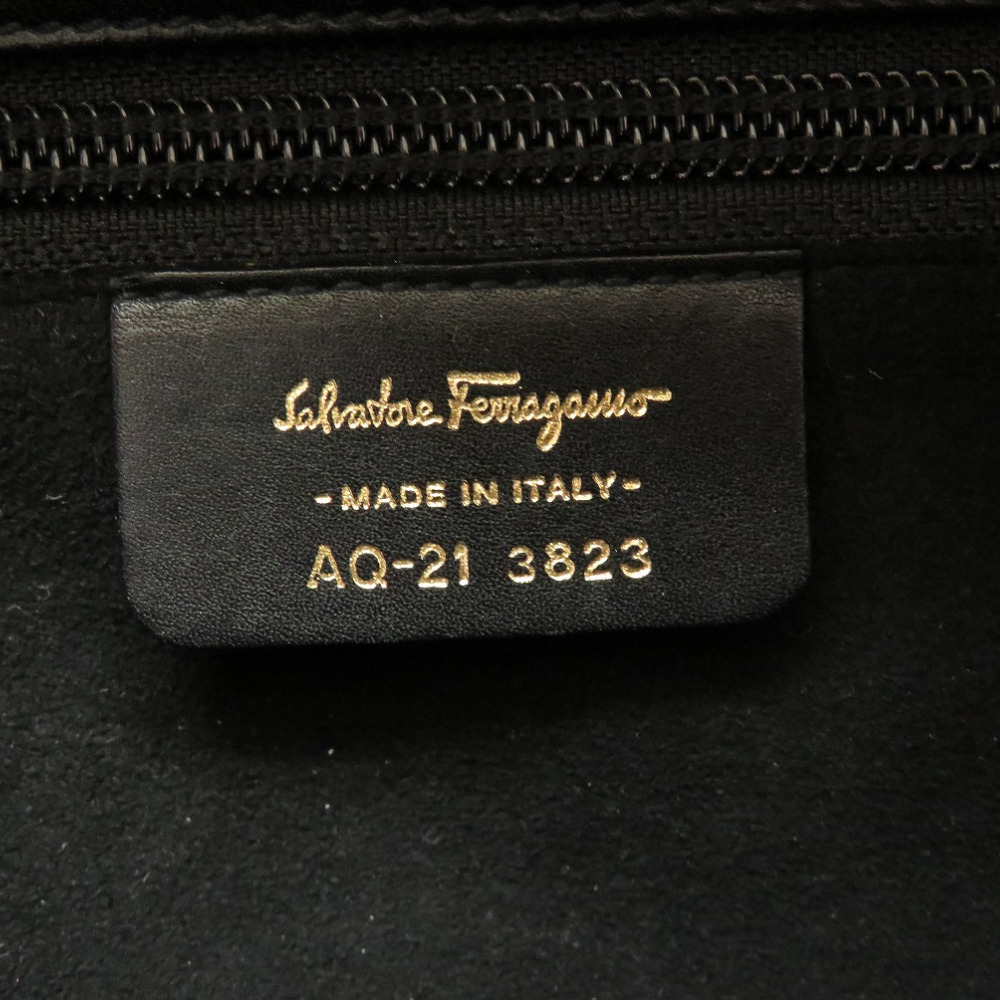 Salvatore Ferragamo
-MADE IN ITALY-
AQ-21 3823